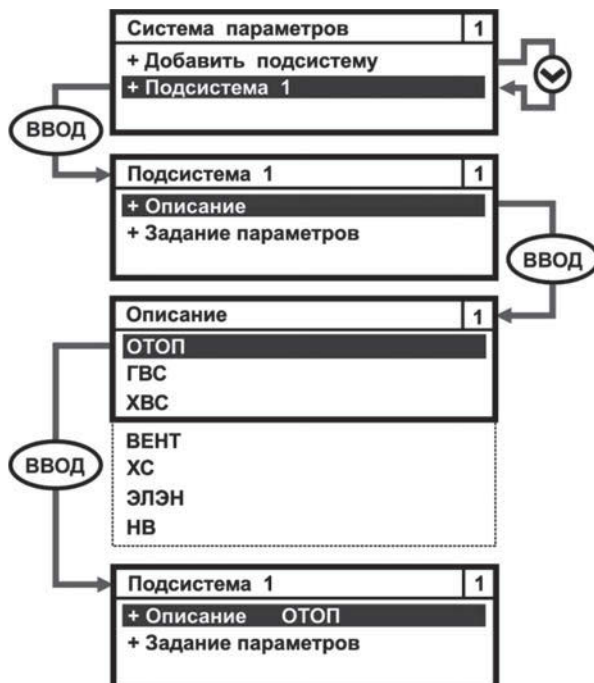 Система параметров 1
+ Добавить подсистему
+ Подсистема 1
ВВОД
Подсистема 1 1
+ Описание
+ Задание параметров
ВВОД
Описание 1
ОТОП
ГВС
ХВС
ВЕНТ
ХС
ЭЛЭН
НВ
ВВОД
Подсистема 1 1
+ Описание ОТОП
+ Задание параметров